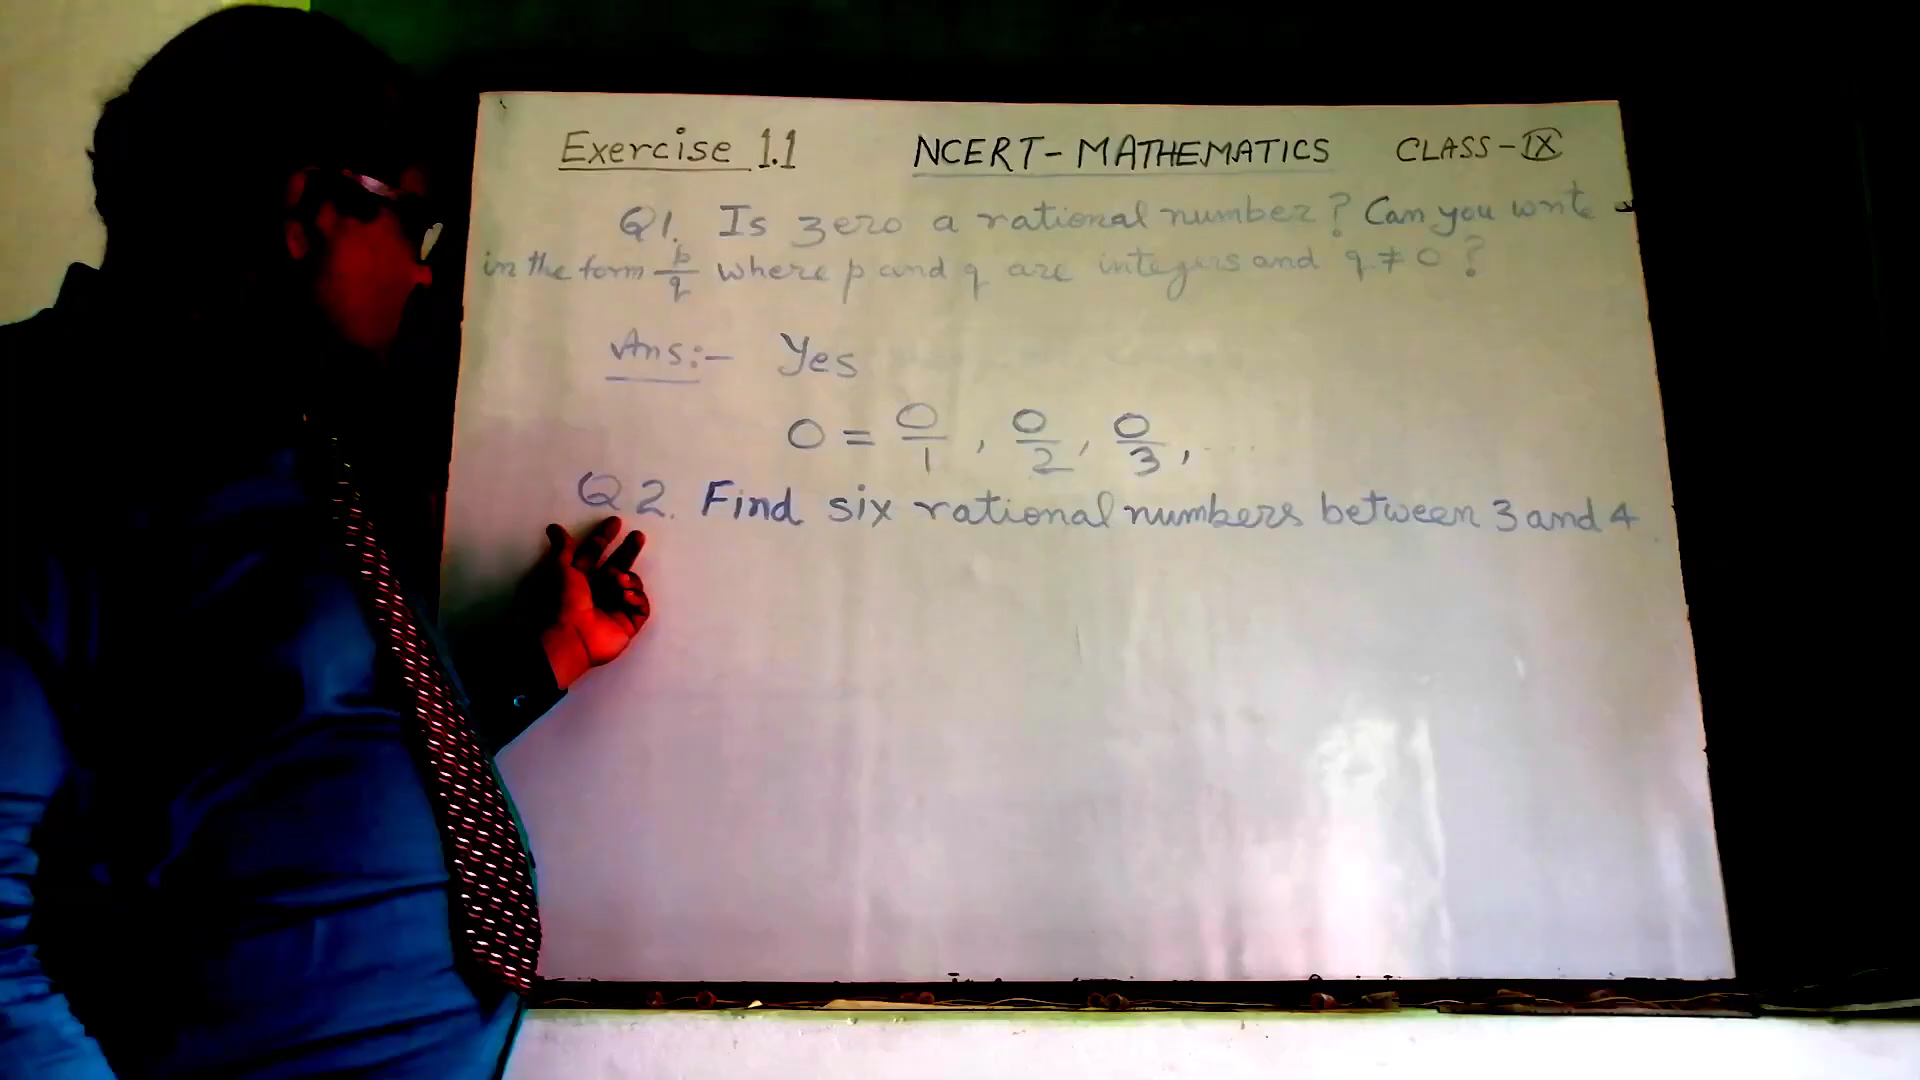 Exercise 1.1 NCERT-MATHEMATICS CLASS-IX
Q1. Is zero a rational number? Can you write
in the form p/q where p and q are integers and q ≠ 0 ?
Ans:- Yes
0 = 0/1, 0/2, 0/3, ....
Q2. Find six rational numbers between 3 and 4